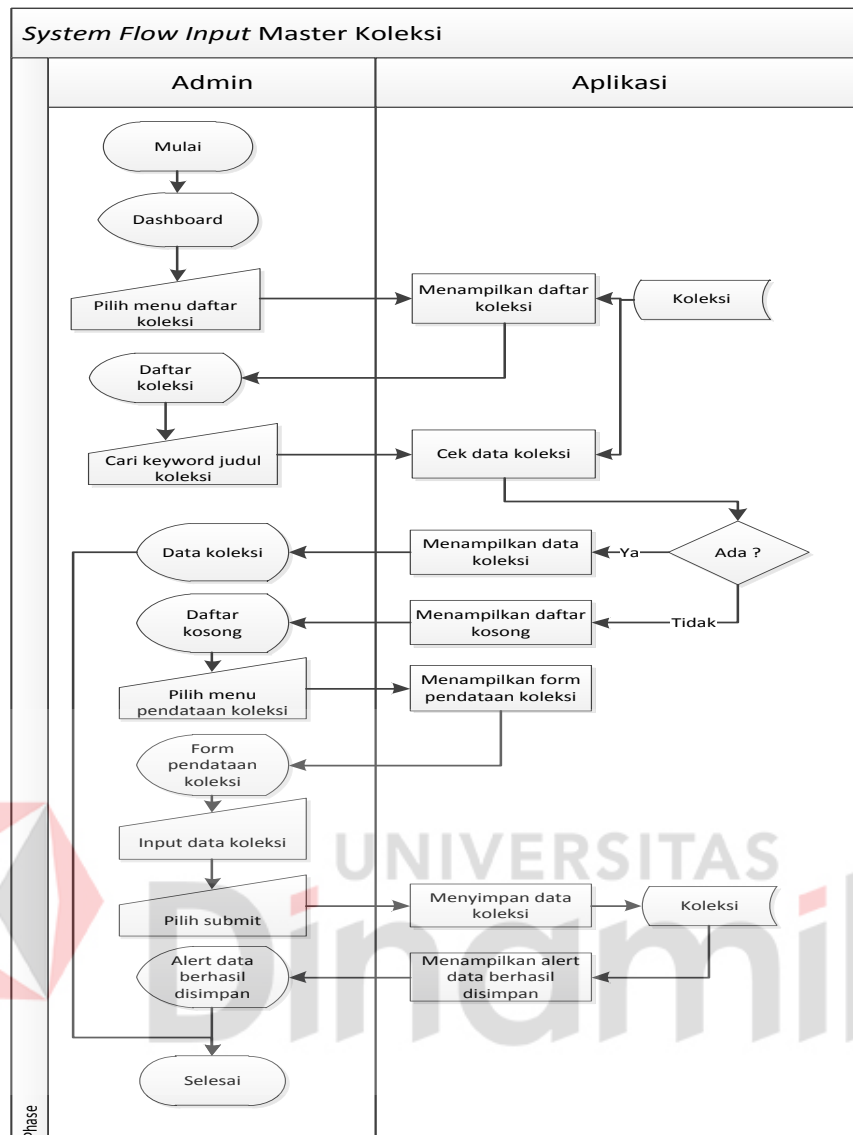 System Flow Input Master Koleksi
Admin
Aplikasi
Mulai
Dashboard
Pilih menu daftar
koleksi
Menampilkan daftar
koleksi
Koleksi
Daftar
koleksi
Cari keyword judul
koleksi
Cek data koleksi
Ada ?
Ya
Menampilkan data
koleksi
Data koleksi
Tidak
Menampilkan daftar
kosong
Daftar
kosong
Pilih menu
pendataan koleksi
Menampilkan form
pendataan koleksi
Form
pendataan
koleksi
Input data koleksi
Pilih submit
Menyimpan data
koleksi
Koleksi
Menampilkan alert
data berhasil
disimpan
Alert data
berhasil
disimpan
Selesai
Phase
UNIVERSITAS
Dinami